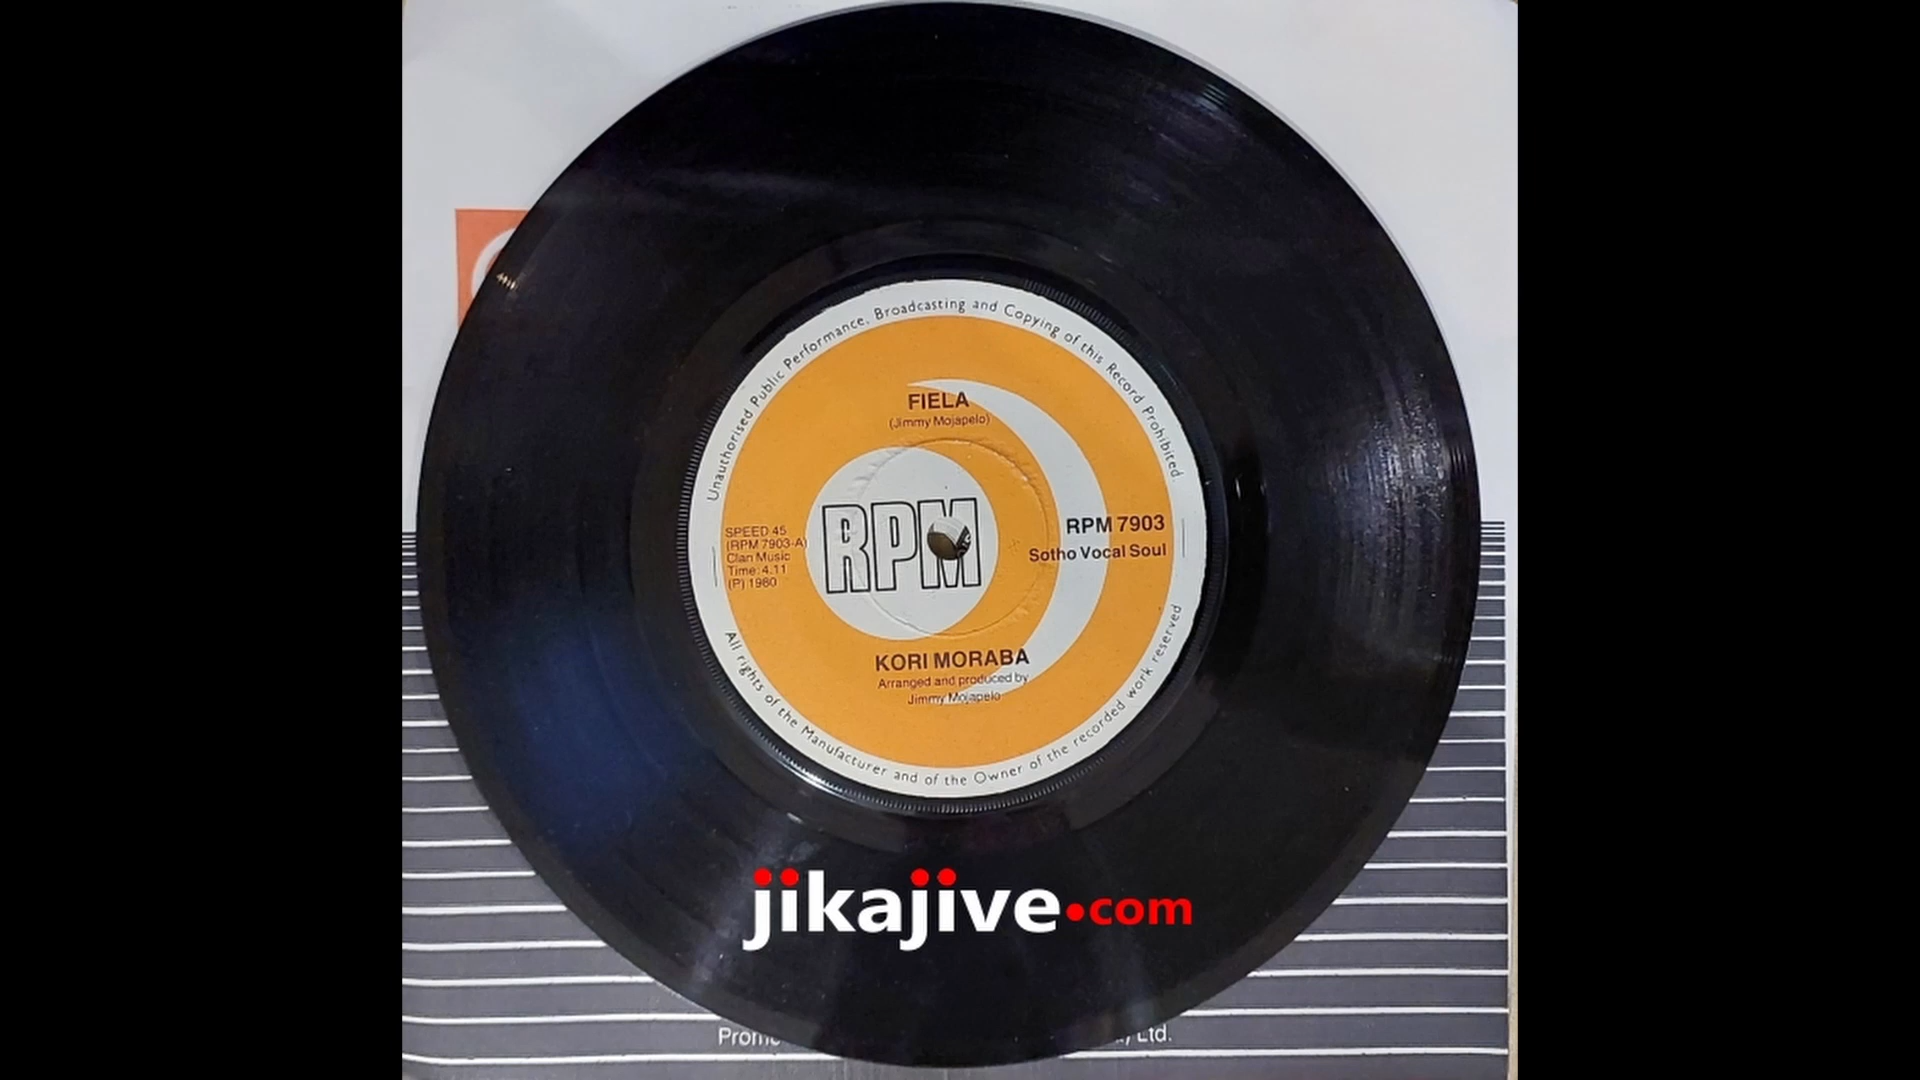 Unauthorised Public Performance, Broadcasting and Copying of this Record Prohibited.
FIELA
(Jimmy Mojapelo)
RPM
SPEED 45
(RPM 7903-A)
Clan Music
Time: 4.11
(P) 1980
RPM 7903
Sotho Vocal Soul
KORI MORABA
Arranged and produced by
Jimmy Mojapelo
All rights of the Manufacturer and of the Owner of the recorded work reserved
jikajive.com
Ltd.